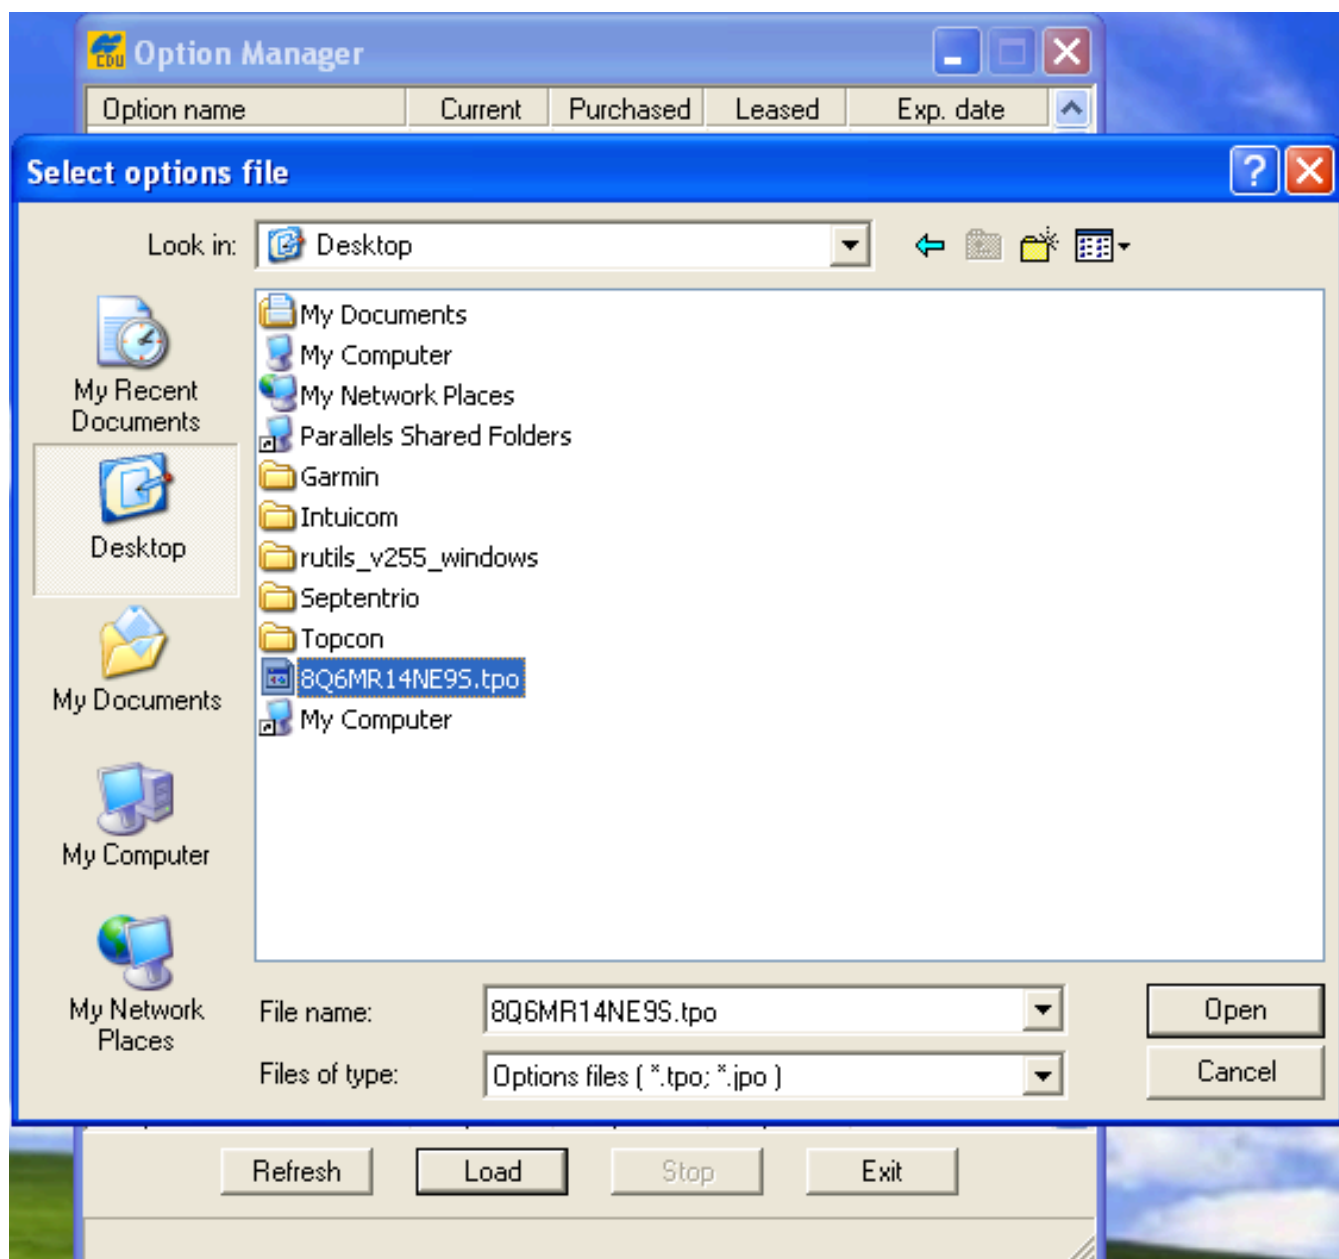 EDU Option Manager
Option name Current Purchased Leased Exp. date
Select options file
Look in: Desktop
My Recent
Documents
Desktop
My Documents
My Computer
My Network
Places
My Documents
My Computer
My Network Places
Parallels Shared Folders
Garmin
Intuicom
rutils_v255_windows
Septentrio
Topcon
8Q6MR14NE9S.tpo
My Computer
File name: 8Q6MR14NE9S.tpo Open
Files of type: Options files ( *.tpo; *.jpo ) Cancel
Refresh Load Stop Exit